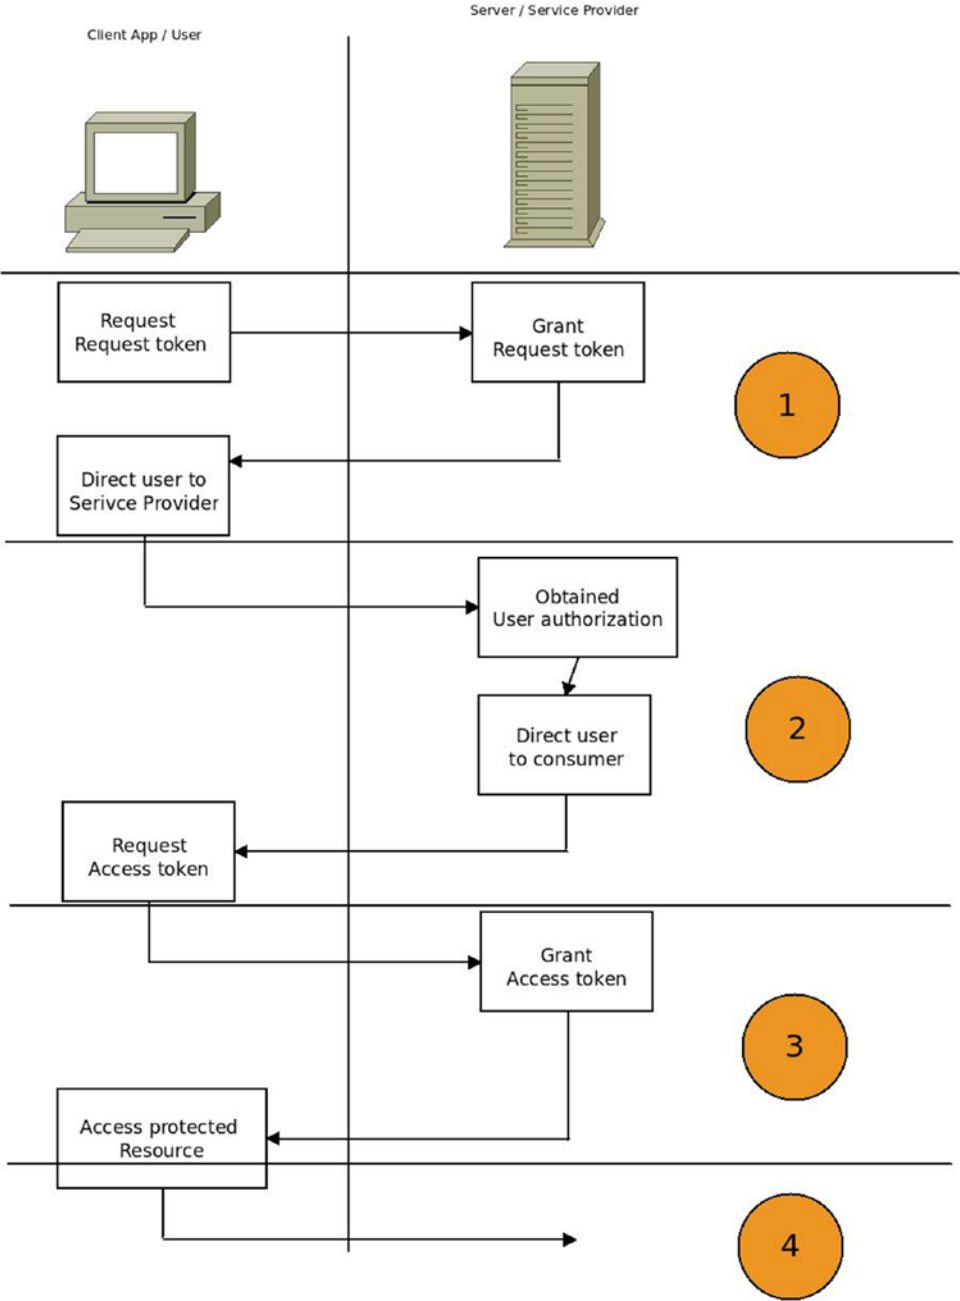 Server / Service Provider
Client App / User
Request
Request token
Grant
Request token
1
Direct user to
Serivce Provider
Obtained
User authorization
2
Direct user
to consumer
Request
Access token
Grant
Access token
3
Access protected
Resource
4